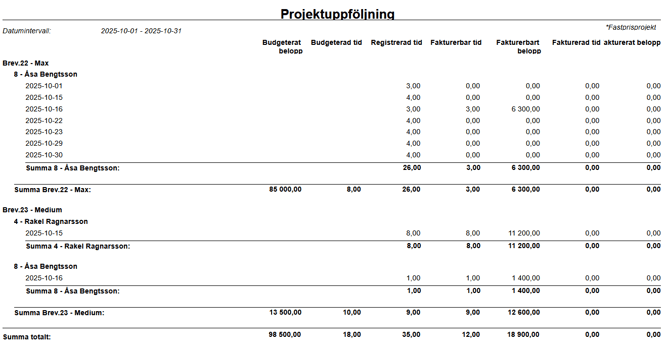 Projektuppföljning
*Fastprisprojekt
Datumintervall: 2025-10-01 - 2025-10-31
Budgeterat belopp Budgeterad tid Registrerad tid Fakturerbar tid Fakturerbart belopp Fakturerad tid akturerat belopp
Brev.22 - Max
8 - Åsa Bengtsson
2025-10-01 3,00 0,00 0,00 0,00 0,00
2025-10-15 4,00 0,00 0,00 0,00 0,00
2025-10-16 3,00 3,00 6 300,00 0,00 0,00
2025-10-22 4,00 0,00 0,00 0,00 0,00
2025-10-23 4,00 0,00 0,00 0,00 0,00
2025-10-29 4,00 0,00 0,00 0,00 0,00
2025-10-30 4,00 0,00 0,00 0,00 0,00
Summa 8 - Åsa Bengtsson: 26,00 3,00 6 300,00 0,00 0,00
Summa Brev.22 - Max: 85 000,00 8,00 26,00 3,00 6 300,00 0,00 0,00
Brev.23 - Medium
4 - Rakel Ragnarsson
2025-10-15 8,00 8,00 11 200,00 0,00 0,00
Summa 4 - Rakel Ragnarsson: 8,00 8,00 11 200,00 0,00 0,00
8 - Åsa Bengtsson
2025-10-16 1,00 1,00 1 400,00 0,00 0,00
Summa 8 - Åsa Bengtsson: 1,00 1,00 1 400,00 0,00 0,00
Summa Brev.23 - Medium: 13 500,00 10,00 9,00 9,00 12 600,00 0,00 0,00
Summa totalt: 98 500,00 18,00 35,00 12,00 18 900,00 0,00 0,00